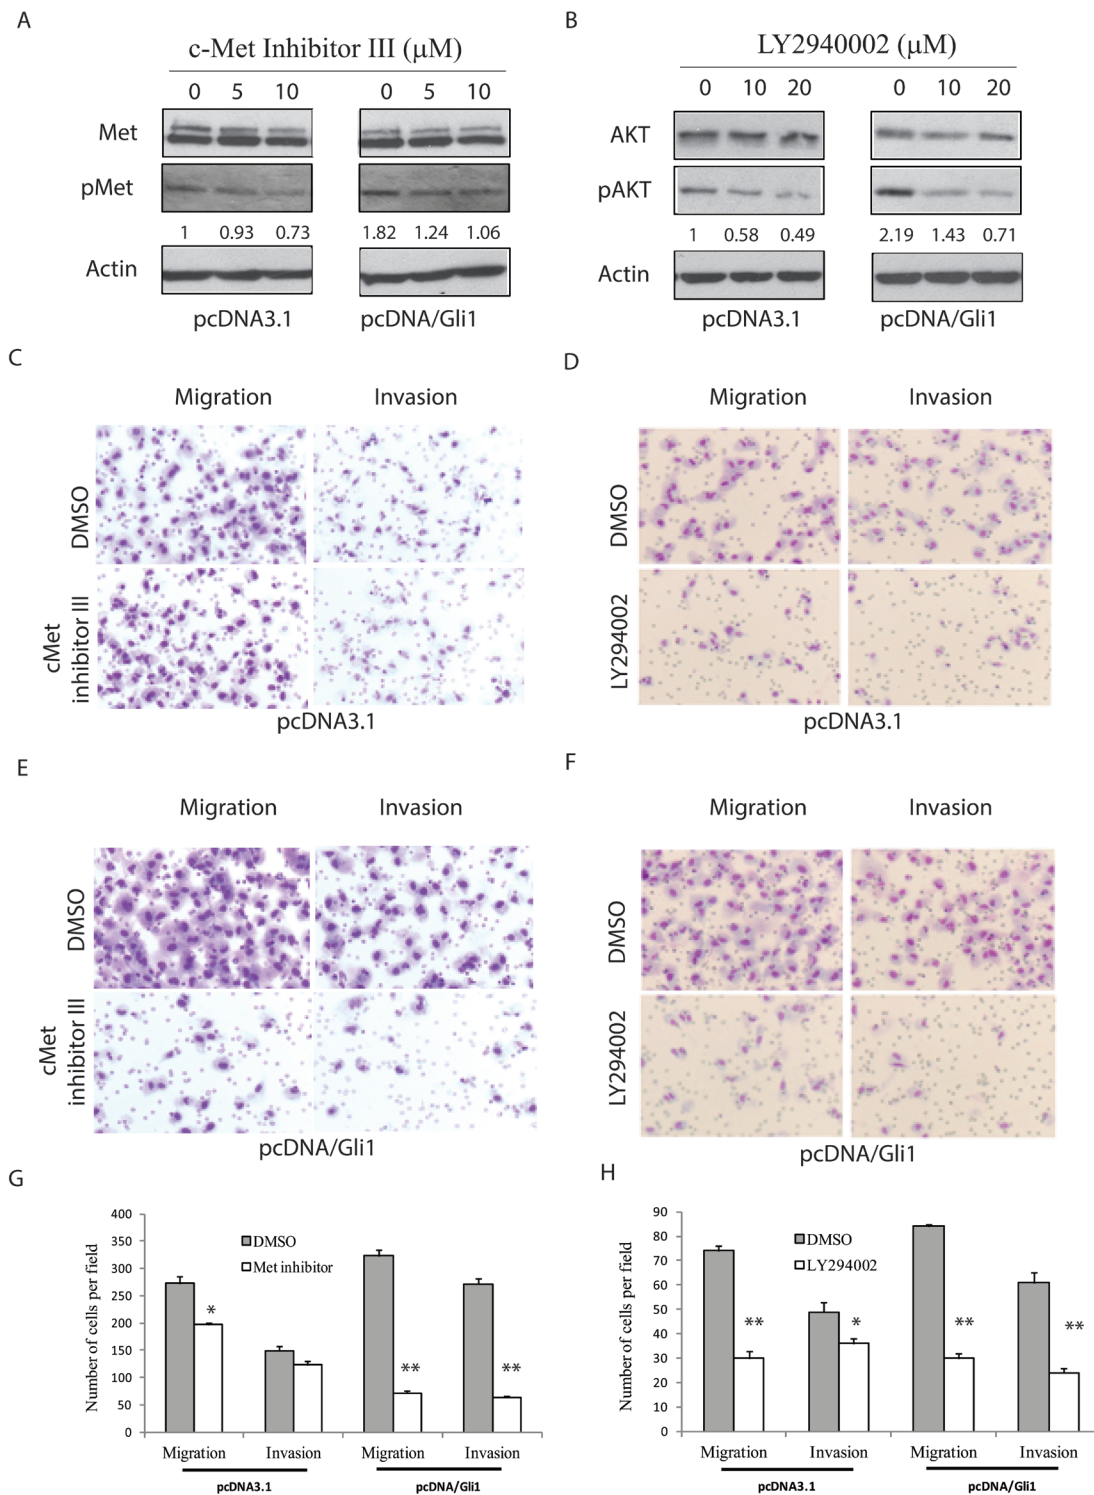 A
c-Met Inhibitor III (μM)
0 5 10 0 5 10
Met
pMet
1 0.93 0.73 1.82 1.24 1.06
Actin
pcDNA3.1 pcDNA/Gli1
B
LY2940002 (μM)
0 10 20 0 10 20
AKT
pAKT
1 0.58 0.49 2.19 1.43 0.71
Actin
pcDNA3.1 pcDNA/Gli1
C
Migration Invasion
DMSO
cMet
inhibitor III
pcDNA3.1
D
Migration Invasion
DMSO
LY294002
pcDNA3.1
E
Migration Invasion
DMSO
cMet
inhibitor III
pcDNA/Gli1
F
Migration Invasion
DMSO
LY294002
pcDNA/Gli1
G
Number of cells per field
400
350
300
250
200
150
100
50
0
DMSO
Met inhibitor
*
**
**
Migration Invasion Migration Invasion
pcDNA3.1 pcDNA/Gli1
H
Number of cells per field
90
80
70
60
50
40
30
20
10
0
DMSO
LY294002
**
*
**
**
Migration Invasion Migration Invasion
pcDNA3.1 pcDNA/Gli1